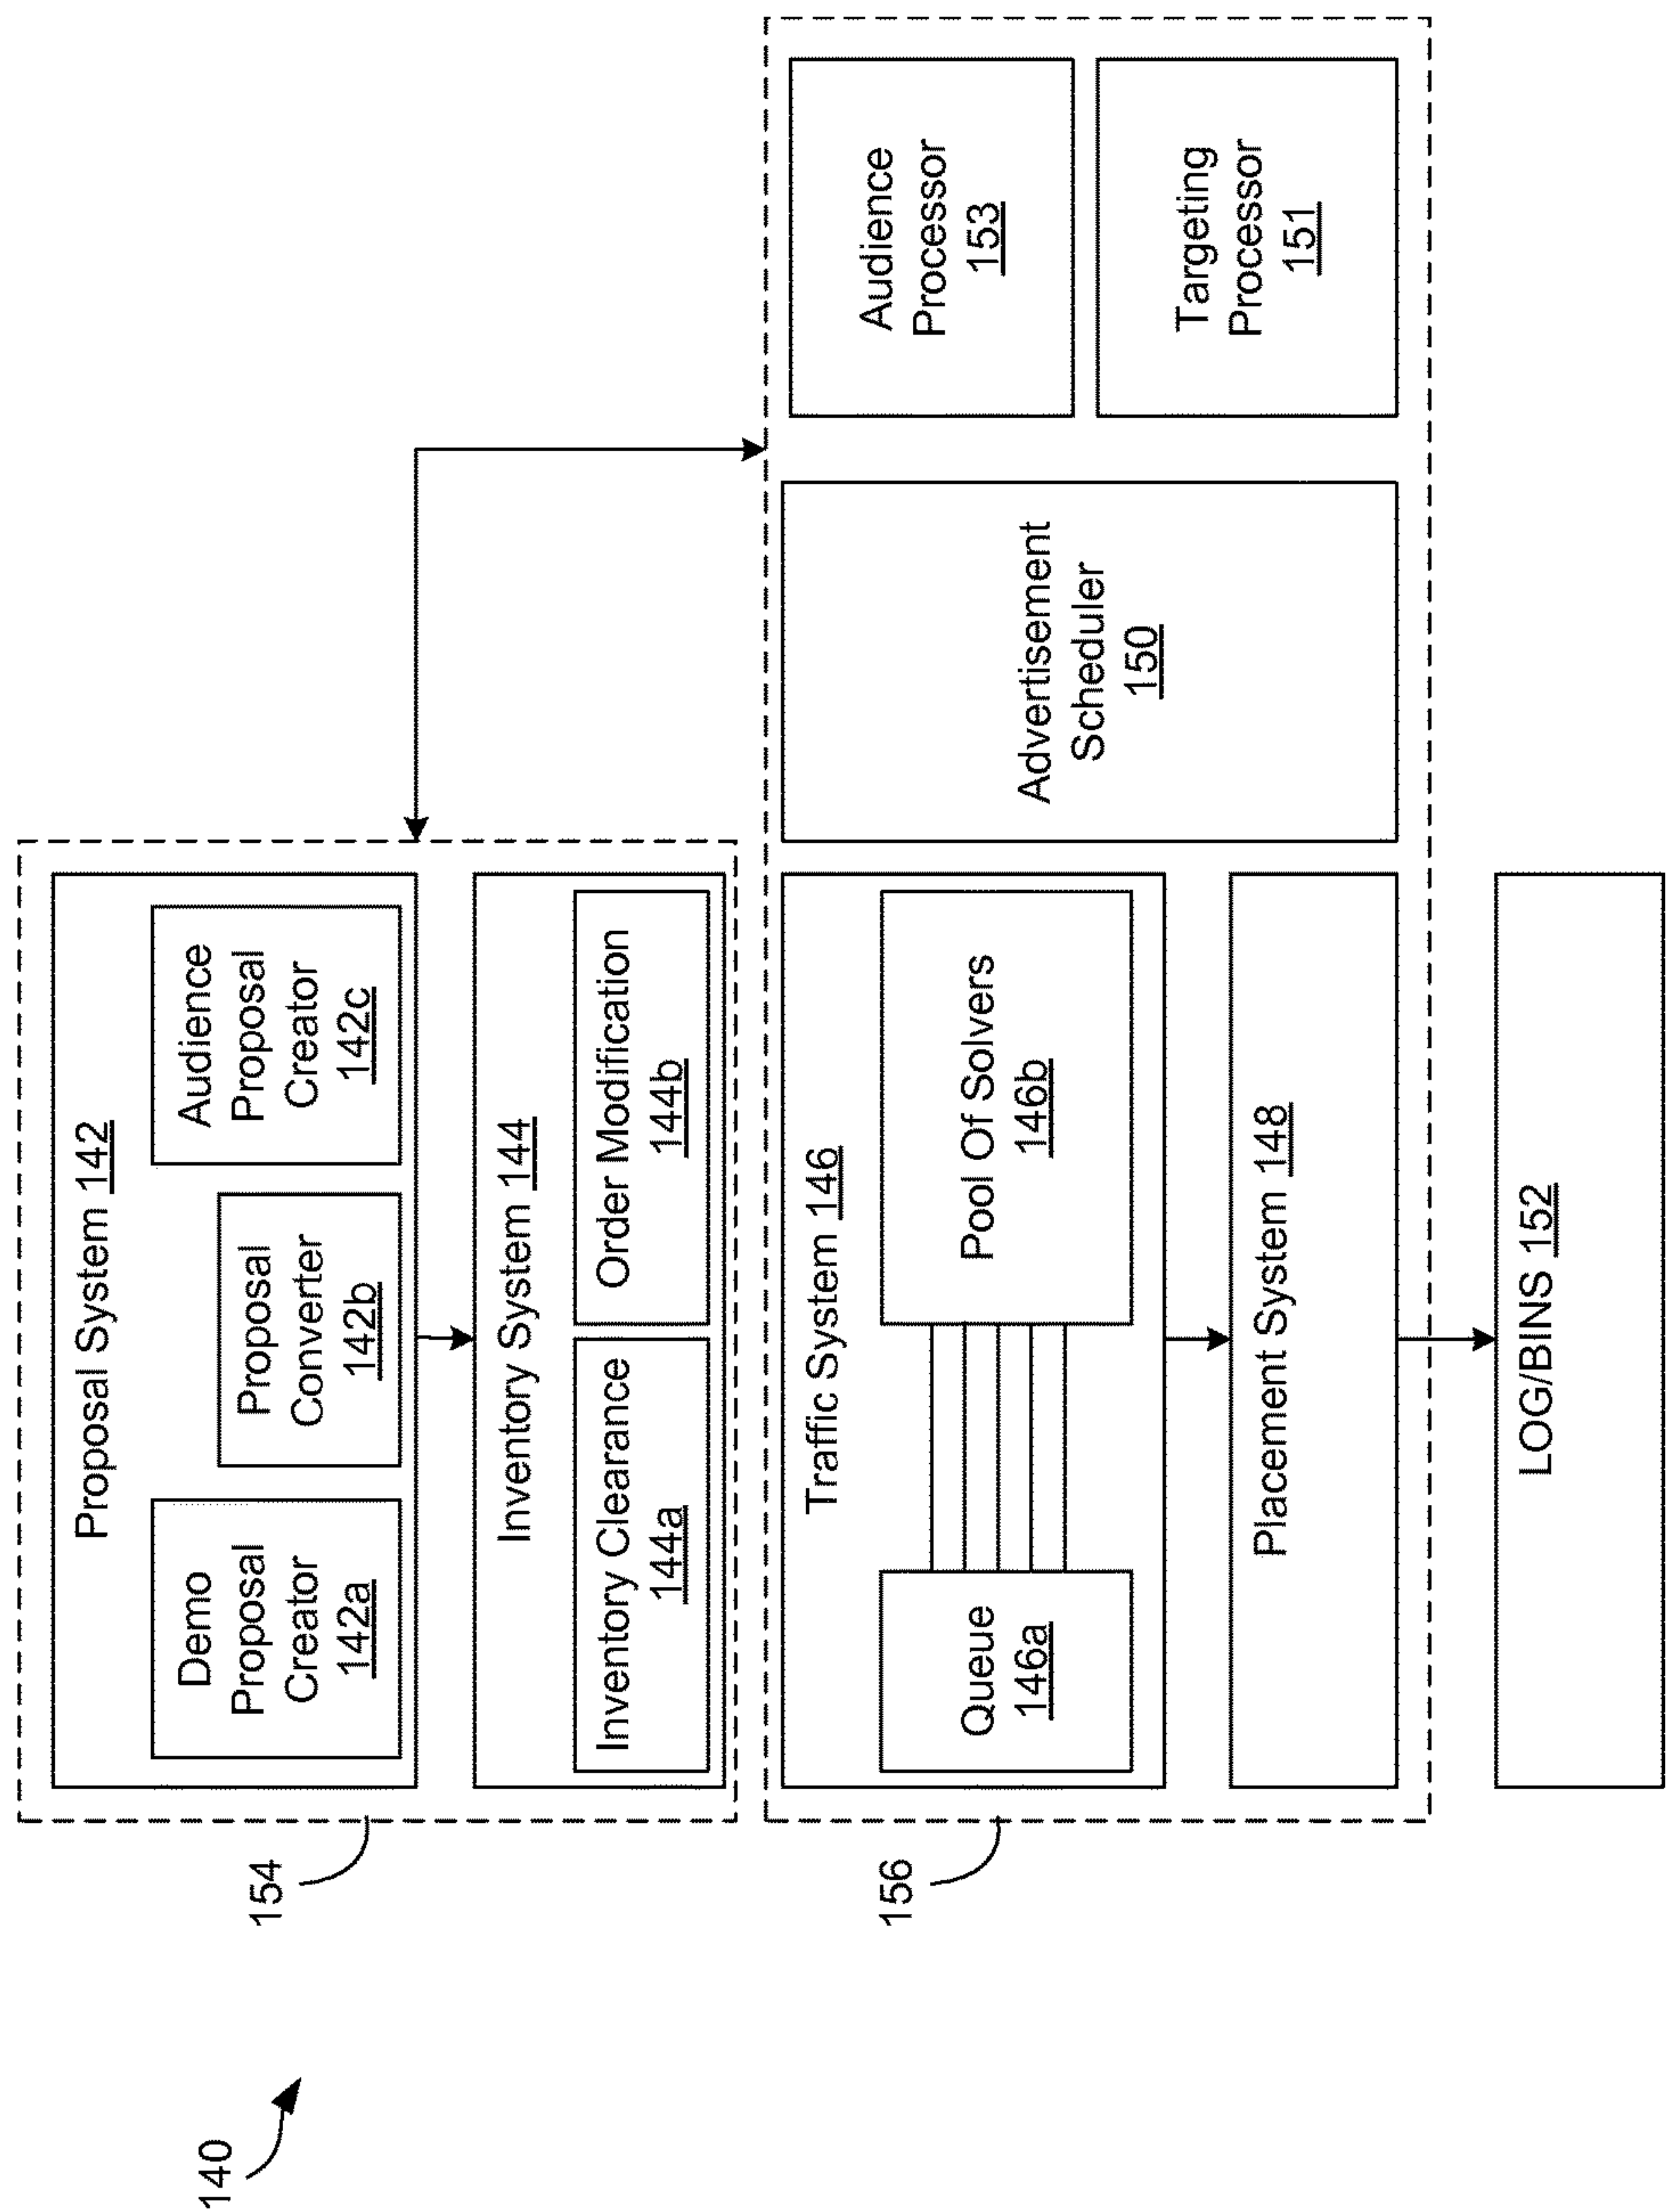 140
154
Proposal System 142
Demo
Proposal
Creator
142a
Proposal
Converter
142b
Audience
Proposal
Creator
142c
Inventory System 144
Inventory Clearance
144a
Order Modification
144b
156
Traffic System 146
Queue
146a
Pool Of Solvers
146b
Placement System 148
Advertisement
Scheduler
150
Audience
Processor
153
Targeting
Processor
151
LOG/BINS 152